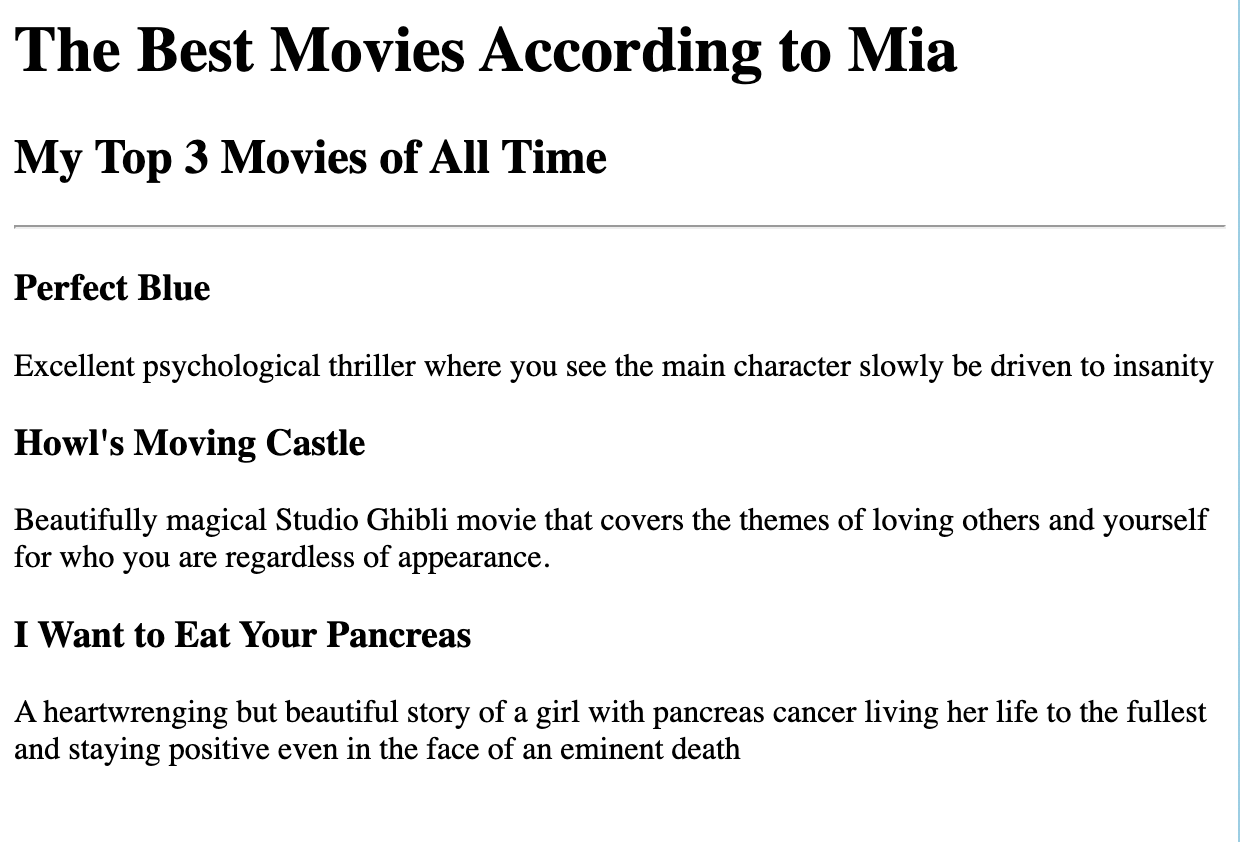 The Best Movies According to Mia
My Top 3 Movies of All Time
Perfect Blue
Excellent psychological thriller where you see the main character slowly be driven to insanity
Howl's Moving Castle
Beautifully magical Studio Ghibli movie that covers the themes of loving others and yourself
for who you are regardless of appearance.
I Want to Eat Your Pancreas
A heartwrenging but beautiful story of a girl with pancreas cancer living her life to the fullest
and staying positive even in the face of an eminent death